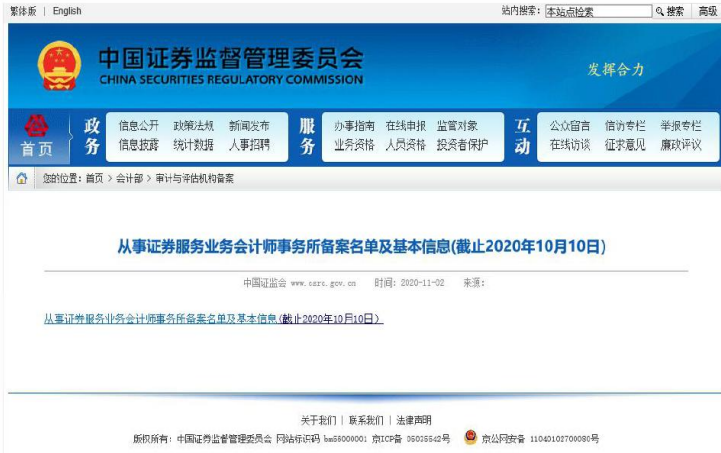 繁体版 | English 站内搜索: 本站点检索 搜索 高级
中国证券监督管理委员会
CHINA SECURITIES REGULATORY COMMISSION
发挥合力
首页
政务
信息公开 政策法规 新闻发布
信息披露 统计数据 人事招聘
服务
办事指南 在线申报 监管对象
业务资格 人员资格 投资者保护
互动
公众留言 信访专栏 举报专栏
在线访谈 征求意见 廉政评议
您的位置: 首页 > 会计部 > 审计与评估机构备案
从事证券服务业务会计师事务所备案名单及基本信息(截止2020年10月10日)
中国证监会 www.csrc.gov.cn 时间: 2020-11-02 来源:
从事证券服务业务会计师事务所备案名单及基本信息(截止2020年10月10日)
关于我们 | 联系我们 | 法律声明
版权所有: 中国证券监督管理委员会 网站标识码 bm56000001 京ICP备 05035542号 京公网安备 11040102700080号